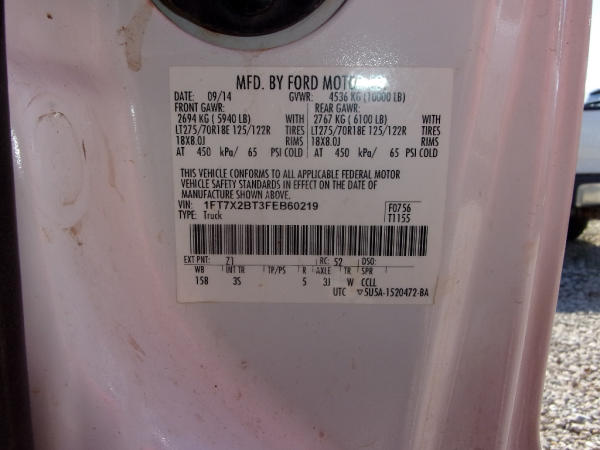 MFD. BY FORD MOTOR CO.
DATE: 09/14 GVWR: 4536 KG (10000 LB)
FRONT GAWR: REAR GAWR:
2694 KG ( 5940 LB) 2767 KG ( 6100 LB)
LT275/70R18E 125/122R TIRES LT275/70R18E 125/122R TIRES
18X8.0J RIMS 18X8.0J RIMS
AT 450 kPa/ 65 PSI COLD AT 450 kPa/ 65 PSI COLD
THIS VEHICLE CONFORMS TO ALL APPLICABLE FEDERAL MOTOR
VEHICLE SAFETY STANDARDS IN EFFECT ON THE DATE OF
MANUFACTURE SHOWN ABOVE.
VIN: 1FT7X2BT3FEB60219 F0756
TYPE: Truck T1155
EXT PNT: Z1 RC: 52 DSO:
WB INT TR TP/PS R AXLE TR SPR
158 3S 5 3J W CCLL
UTC ▽5U5A-1520472-BA